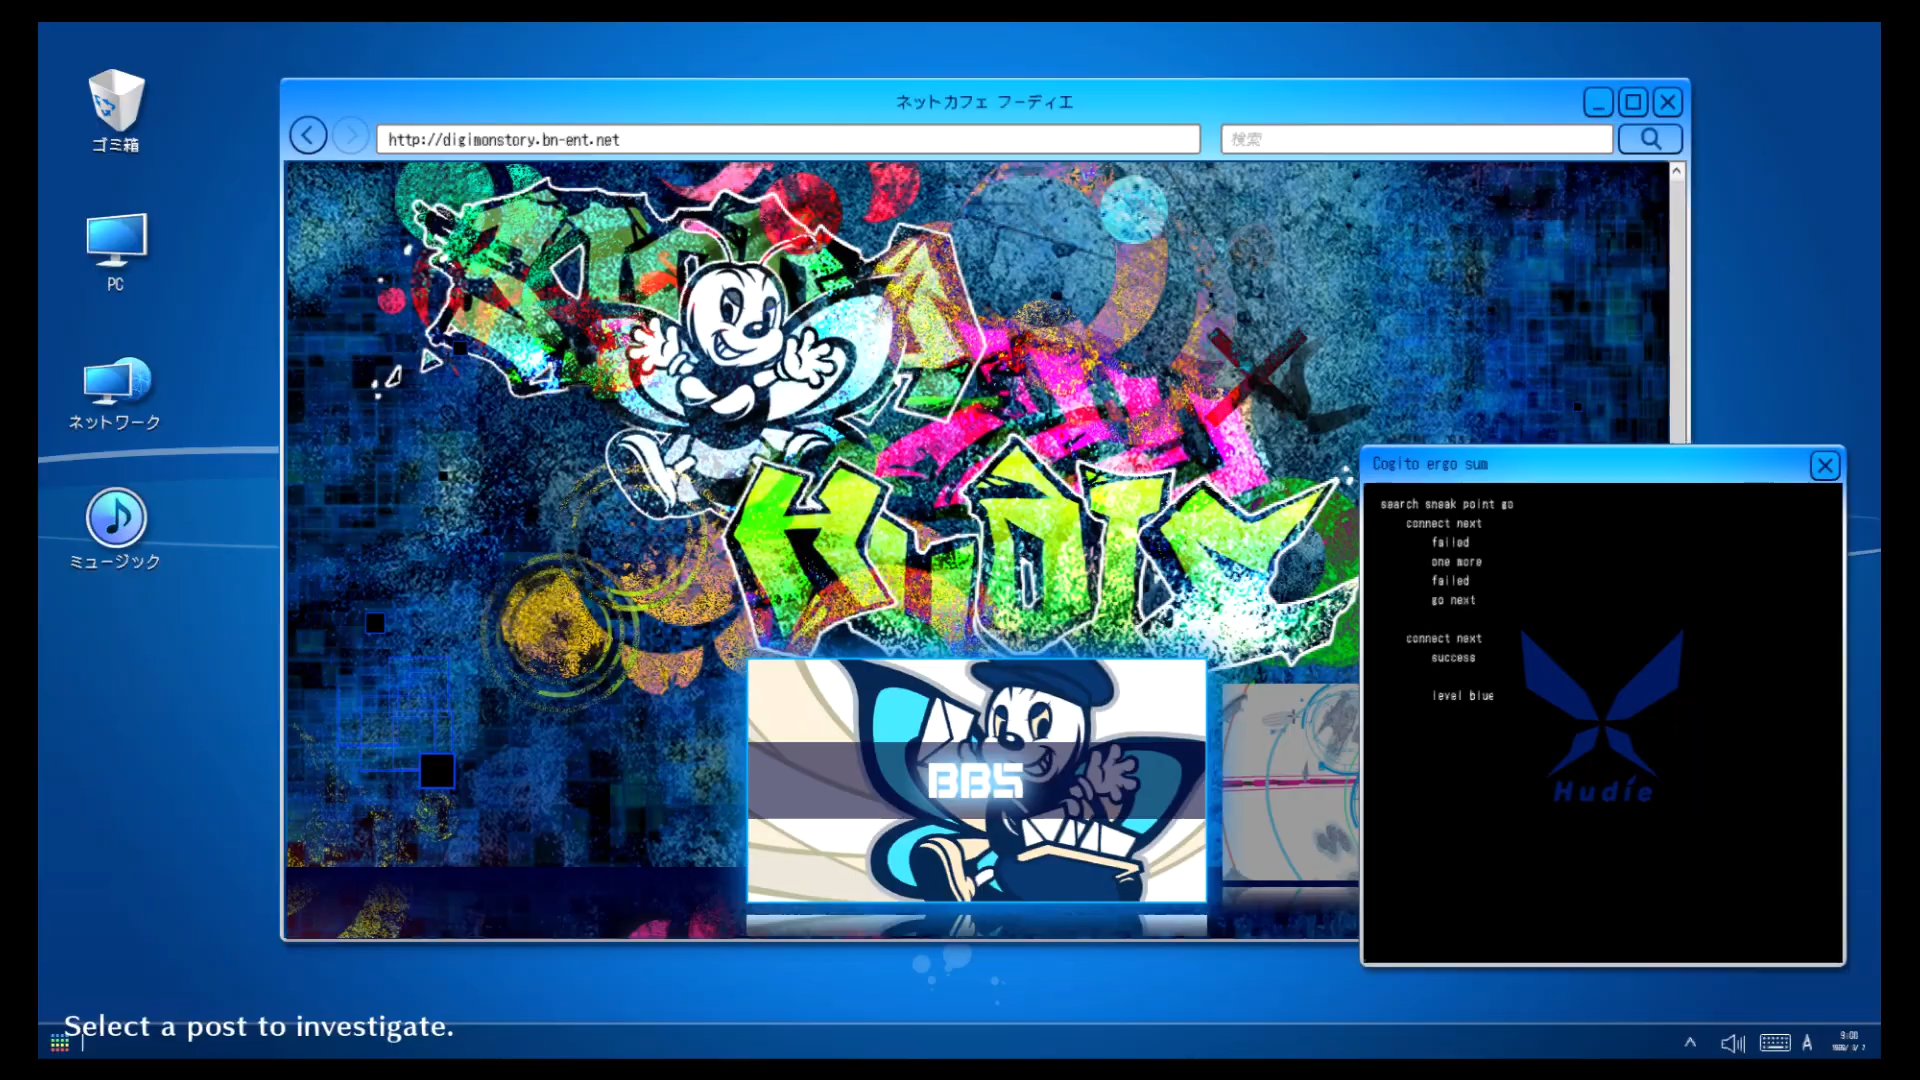 ゴミ箱
PC
ネットワーク
ミュージック
ネットカフェ フーディエ
http://digimonstory.bn-ent.net
検索
HUDIE
BBS
Cogito ergo sum
search sneak point go
connect next
failed
one more
failed
go next
connect next
success
level blue
Hudíe
Select a post to investigate.
A
9:00